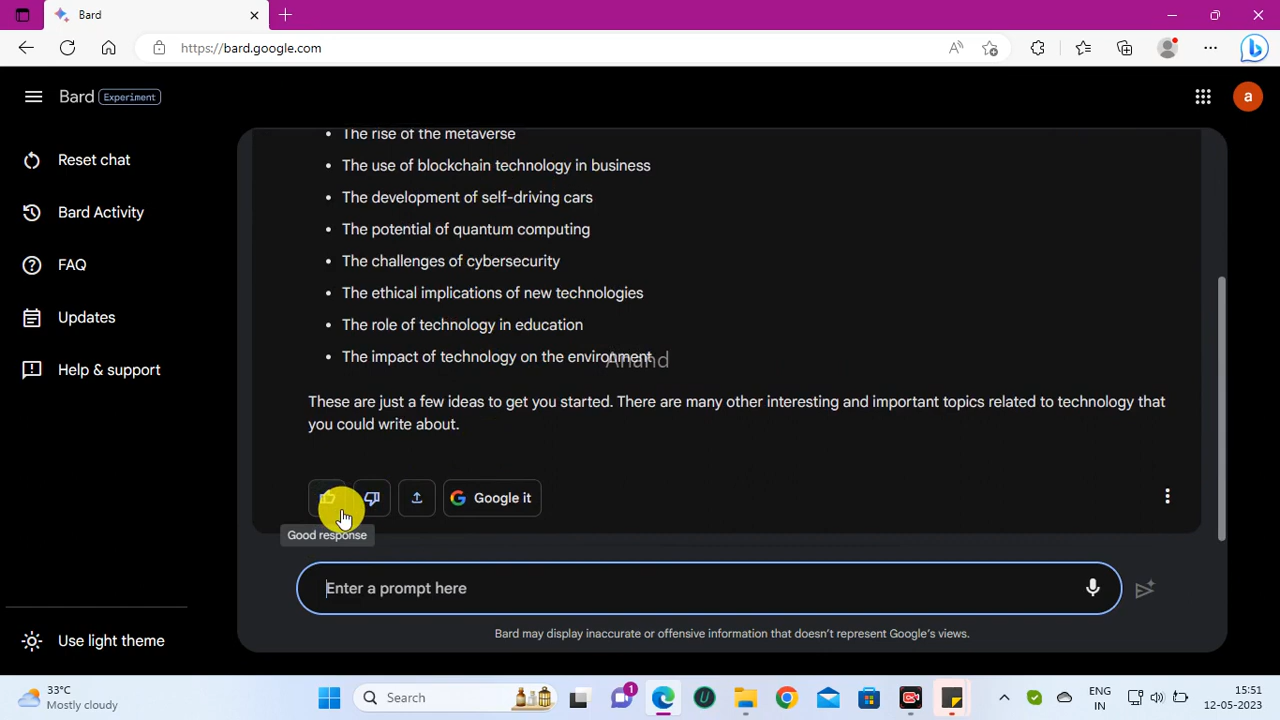 Bard
https://bard.google.com
Bard Experiment
a
Reset chat
Bard Activity
FAQ
Updates
Help & support
Use light theme
• The rise of the metaverse
• The use of blockchain technology in business
• The development of self-driving cars
• The potential of quantum computing
• The challenges of cybersecurity
• The ethical implications of new technologies
• The role of technology in education
• The impact of technology on the environment
Anand
These are just a few ideas to get you started. There are many other interesting and important topics related to technology that
you could write about.
Google it
Good response
Enter a prompt here
Bard may display inaccurate or offensive information that doesn't represent Google's views.
33°C
Mostly cloudy
Search
1
ENG
IN
15:51
12-05-2023